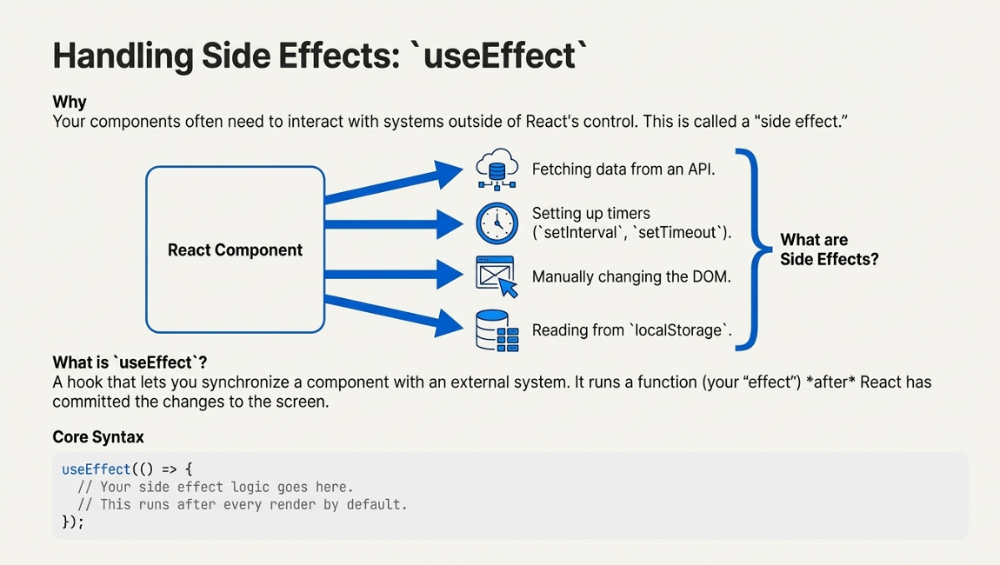 Handling Side Effects: `useEffect`
Why
Your components often need to interact with systems outside of React's control. This is called a “side effect.”
React Component
Fetching data from an API.
Setting up timers
(`setInterval`, `setTimeout`).
Manually changing the DOM.
Reading from `localStorage`.
What are
Side Effects?
What is `useEffect`?
A hook that lets you synchronize a component with an external system. It runs a function (your “effect”) *after* React has
committed the changes to the screen.
Core Syntax
useEffect(() => {
  // Your side effect logic goes here.
  // This runs after every render by default.
});